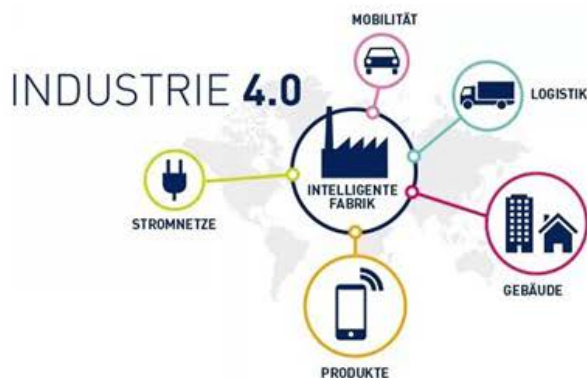 MOBILITÄT
INDUSTRIE 4.0
LOGISTIK
INTELLIGENTE
FABRIK
STROMNETZE
GEBÄUDE
PRODUKTE